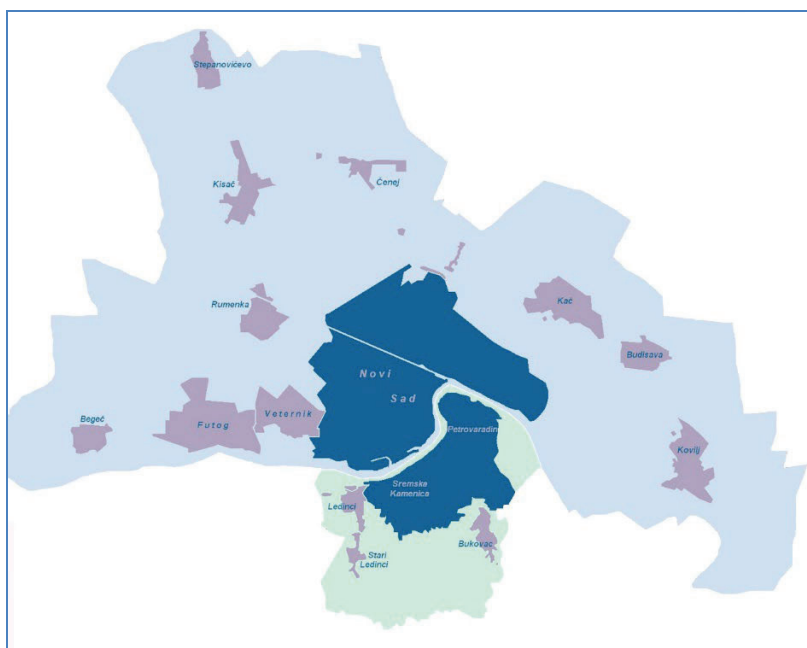 Stepanovićevo
Kisač
Čenej
Rumenka
Kać
Budisava
Novi
Sad
Begeč
Futog
Veternik
Petrovaradin
Kovilj
Sremska
Kamenica
Ledinci
Bukovac
Stari
Ledinci